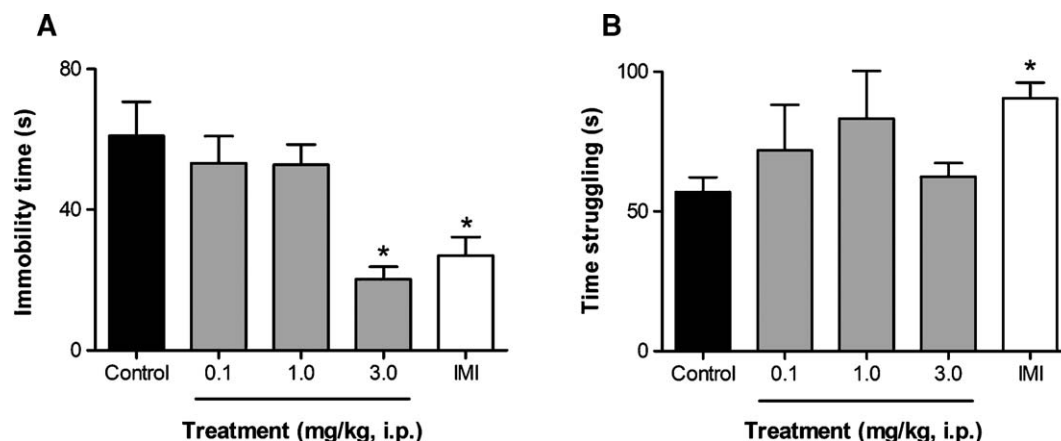 A
Immobility time (s)
80
40
0
*
*
Control 0.1 1.0 3.0 IMI
Treatment (mg/kg, i.p.)
B
Time struggling (s)
100
50
0
*
Control 0.1 1.0 3.0 IMI
Treatment (mg/kg, i.p.)